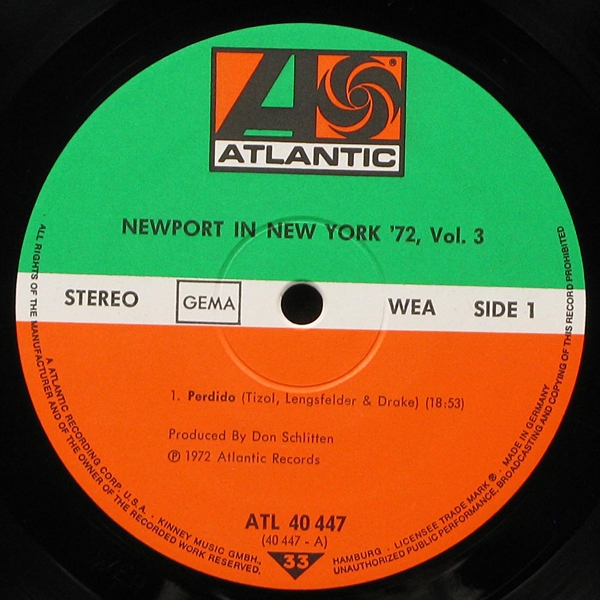 ®
ATLANTIC
NEWPORT IN NEW YORK '72, Vol. 3
STEREO GEMA WEA SIDE 1
1. Perdido (Tizol, Lengsfelder & Drake) (18:53)
Produced By Don Schlitten
℗ 1972 Atlantic Records
ATL 40 447
(40 447 - A)
33
ALL RIGHTS OF THE MANUFACTURER AND OF THE OWNER OF THE RECORDED WORK RESERVED.
UNAUTHORIZED PUBLIC PERFORMANCE, BROADCASTING AND COPYING OF THIS RECORD PROHIBITED
A ATLANTIC RECORDING CORP. U.S.A. · KINNEY MUSIC GMBH., HAMBURG · LICENSEE TRADE MARK ® · MADE IN GERMANY